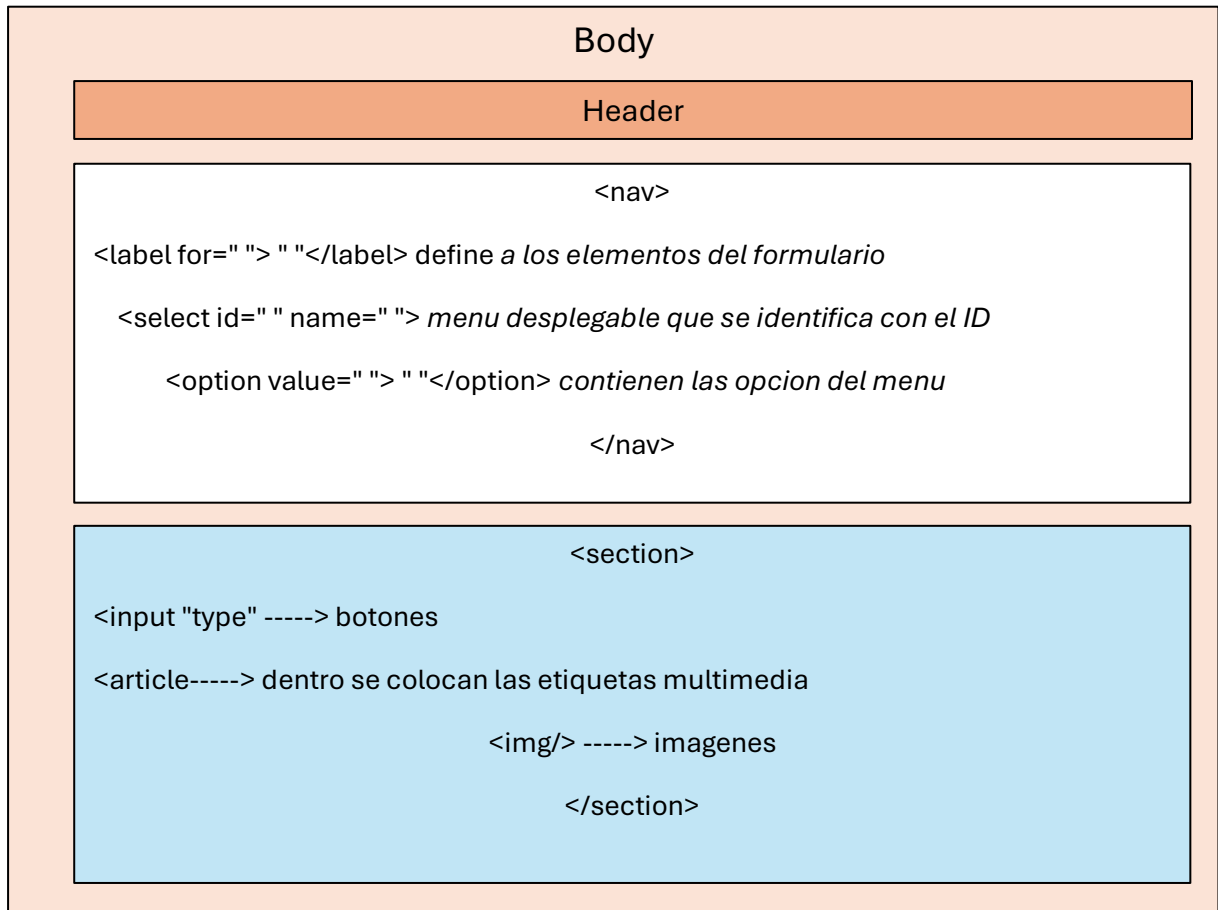 Body
Header
<nav>
<label for=" "> " "</label> define a los elementos del formulario
<select id=" " name=" "> menu desplegable que se identifica con el ID
<option value=" "> " "</option> contienen las opcion del menu
</nav>
<section>
<input "type" -----> botones
<article-----> dentro se colocan las etiquetas multimedia
<img/> -----> imagenes
</section>